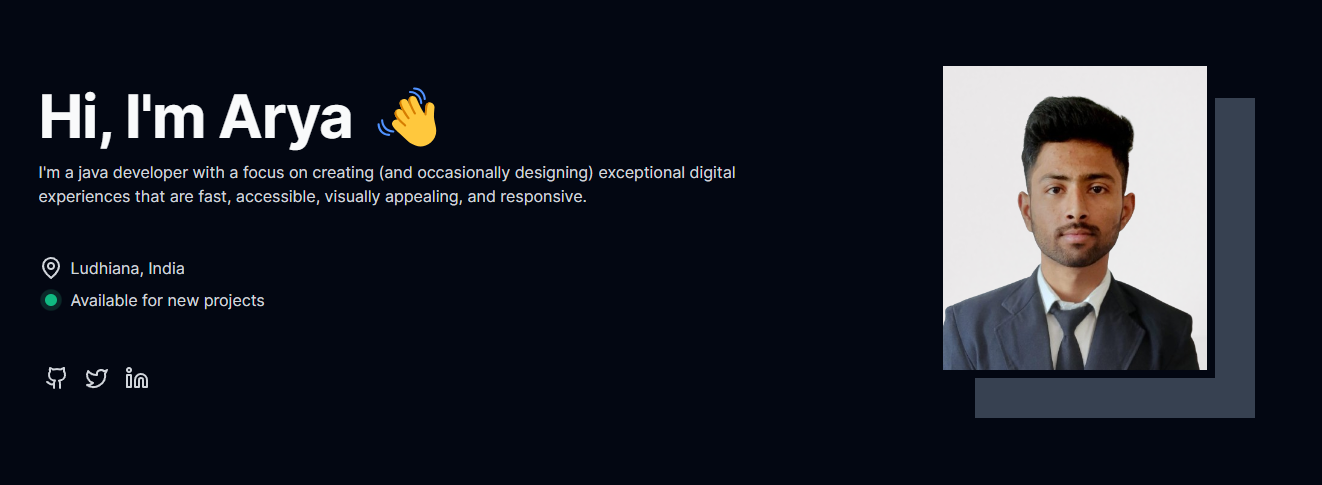 Hi, I'm Arya 👋
I'm a java developer with a focus on creating (and occasionally designing) exceptional digital
experiences that are fast, accessible, visually appealing, and responsive.
Ludhiana, India
Available for new projects